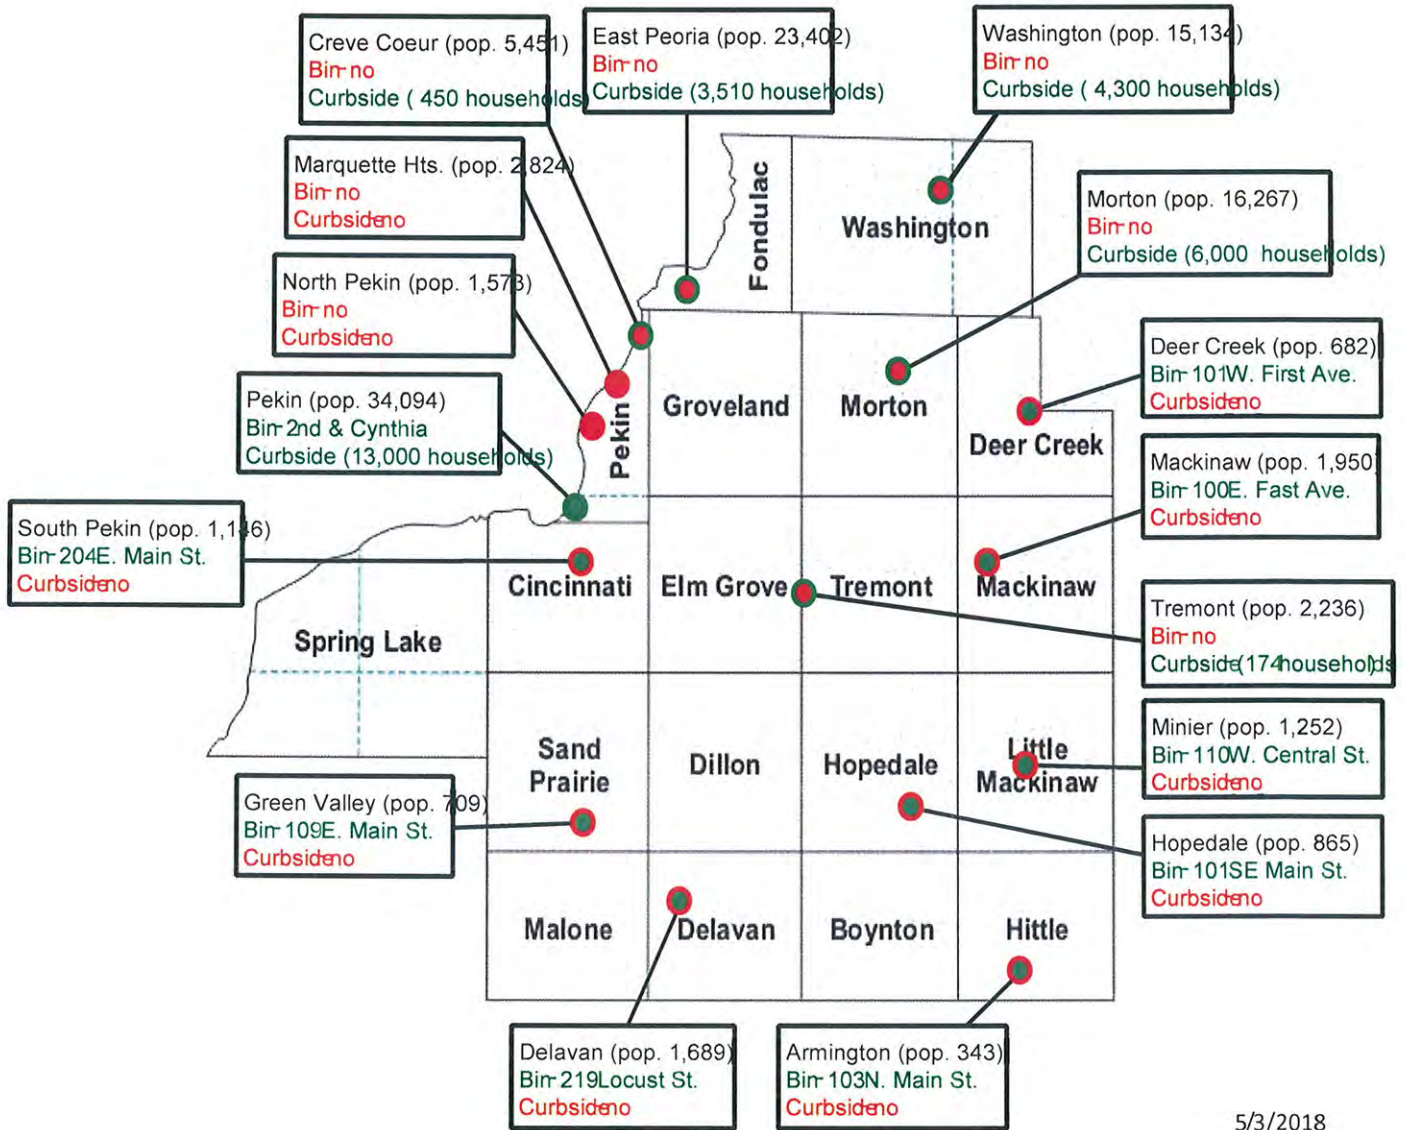 Creve Coeur (pop. 5,451)
Bin-no
Curbside ( 450 households)
East Peoria (pop. 23,402)
Bin-no
Curbside (3,510 households)
Washington (pop. 15,134)
Bin-no
Curbside ( 4,300 households)
Marquette Hts. (pop. 2,824)
Bin-no
Curbside-no
Morton (pop. 16,267)
Bin-no
Curbside (6,000 households)
North Pekin (pop. 1,573)
Bin-no
Curbside-no
Deer Creek (pop. 682)
Bin-101W. First Ave.
Curbside-no
Pekin (pop. 34,094)
Bin-2nd & Cynthia
Curbside (13,000 households)
Mackinaw (pop. 1,950)
Bin-100E. Fast Ave.
Curbside-no
South Pekin (pop. 1,146)
Bin-204E. Main St.
Curbside-no
Tremont (pop. 2,236)
Bin-no
Curbside-(174households)
Minier (pop. 1,252)
Bin-110W. Central St.
Curbside-no
Green Valley (pop. 709)
Bin-109E. Main St.
Curbside-no
Hopedale (pop. 865)
Bin-101SE Main St.
Curbside-no
Delavan (pop. 1,689)
Bin-219Locust St.
Curbside-no
Armington (pop. 343)
Bin-103N. Main St.
Curbside-no
Fondulac
Washington
Pekin
Groveland
Morton
Deer Creek
Spring Lake
Cincinnati
Elm Grove
Tremont
Mackinaw
Sand
Prairie
Dillon
Hopedale
Little
Mackinaw
Malone
Delavan
Boynton
Hittle
5/3/2018